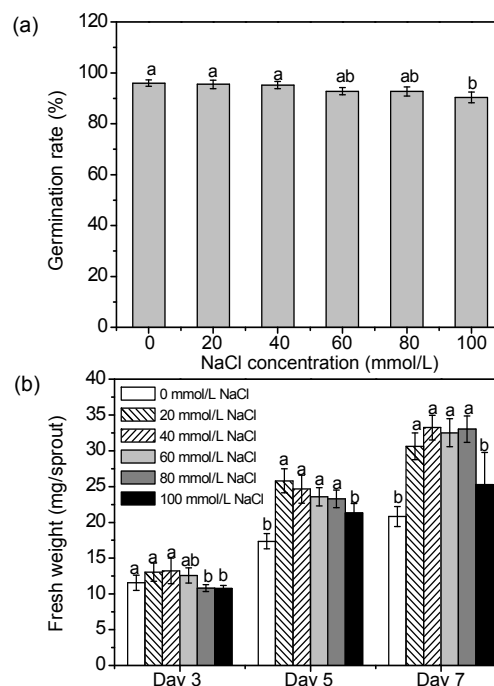 (a)
120
100
80
60
40
20
0
Germination rate (%)
a a a ab ab b
0 20 40 60 80 100
NaCl concentration (mmol/L)
(b)
40
35
30
25
20
15
10
5
0
Fresh weight (mg/sprout)
0 mmol/L NaCl
20 mmol/L NaCl
40 mmol/L NaCl
60 mmol/L NaCl
80 mmol/L NaCl
100 mmol/L NaCl
a a a ab b b
b a a a a b
b a a a a b
Day 3 Day 5 Day 7